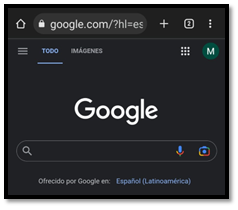 google.com/?hl=es
2
TODO IMÁGENES
M
Google
Ofrecido por Google en: Español (Latinoamérica)